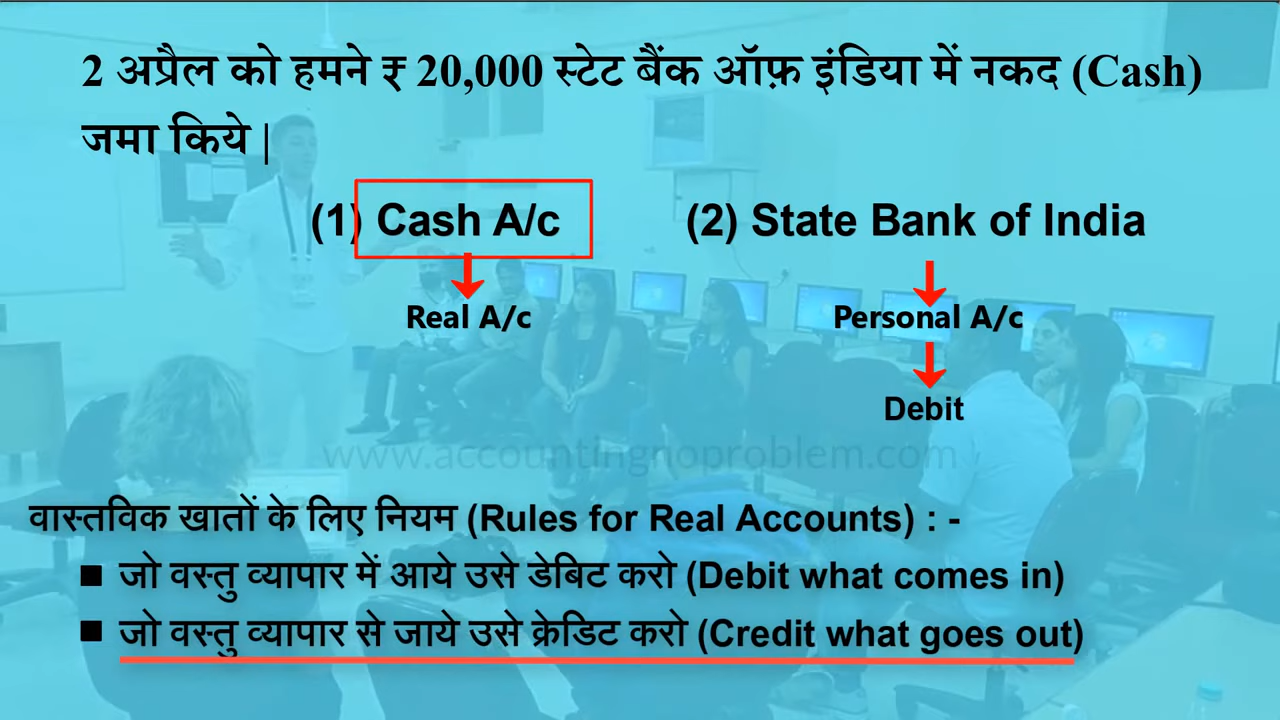 2 अप्रैल को हमने ₹ 20,000 स्टेट बैंक ऑफ़ इंडिया में नकद (Cash)
जमा किये |
(1) Cash A/c
(2) State Bank of India
Real A/c
Personal A/c
Debit
www.accountingnoproblem.com
वास्तविक खातों के लिए नियम (Rules for Real Accounts) : -
■ जो वस्तु व्यापार में आये उसे डेबिट करो (Debit what comes in)
■ जो वस्तु व्यापार से जाये उसे क्रेडिट करो (Credit what goes out)